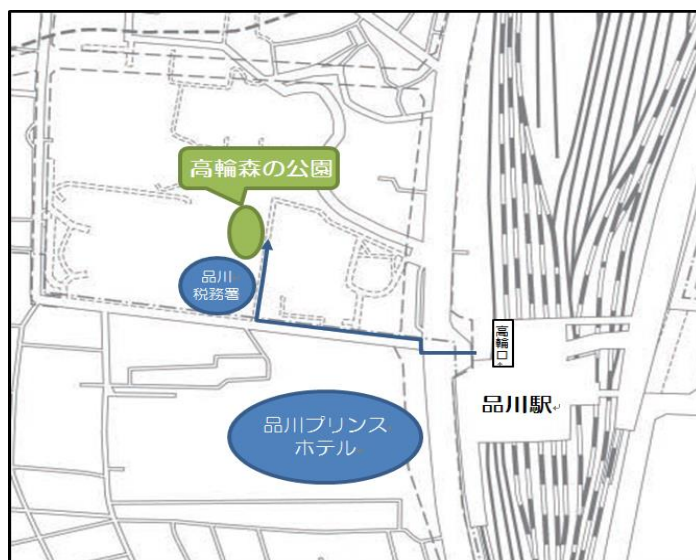 高輪森の公園
品川
税務署
高輪口
品川駅
品川プリンス
ホテル